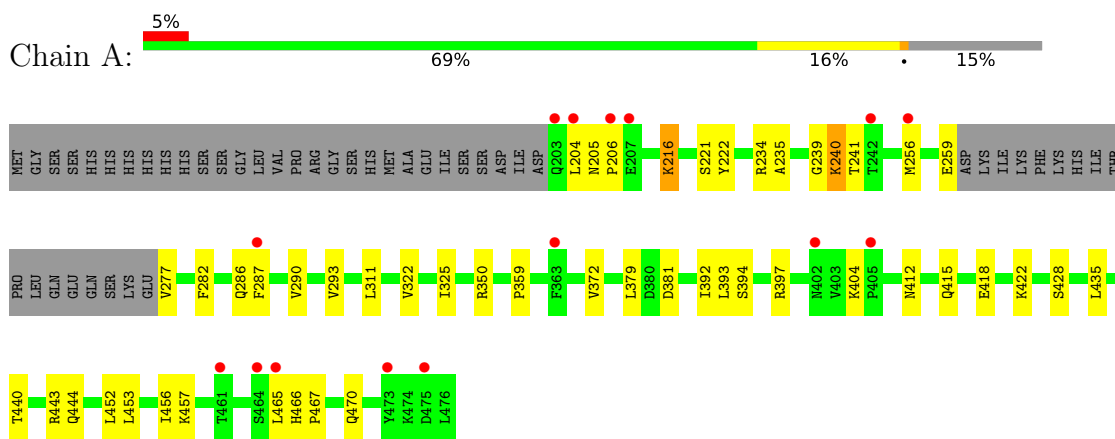 5%
Chain A:
69% 16% • 15%
MET GLY SER SER HIS HIS HIS HIS HIS HIS SER SER GLY LEU VAL PRO ARG GLY SER HIS MET ALA GLU ILE SER SER ASP ILE ASP Q203 L204 N205 P206 E207 K216 S221 Y222 R234 A235 G239 K240 T241 T242 M256 E259 ASP LYS ILE LYS PHE LYS HIS ILE THR
PRO LEU GLN GLU GLN SER LYS GLU V277 F282 Q286 F287 V290 V293 L311 V322 I325 R350 P359 F363 V372 L379 D380 D381 I392 L393 S394 R397 N402 V403 K404 P405 N412 Q415 E418 K422 S428 L435
T440 R443 Q444 L452 L453 I456 K457 T461 S464 L465 H466 P467 Q470 Y473 K474 D475 L476